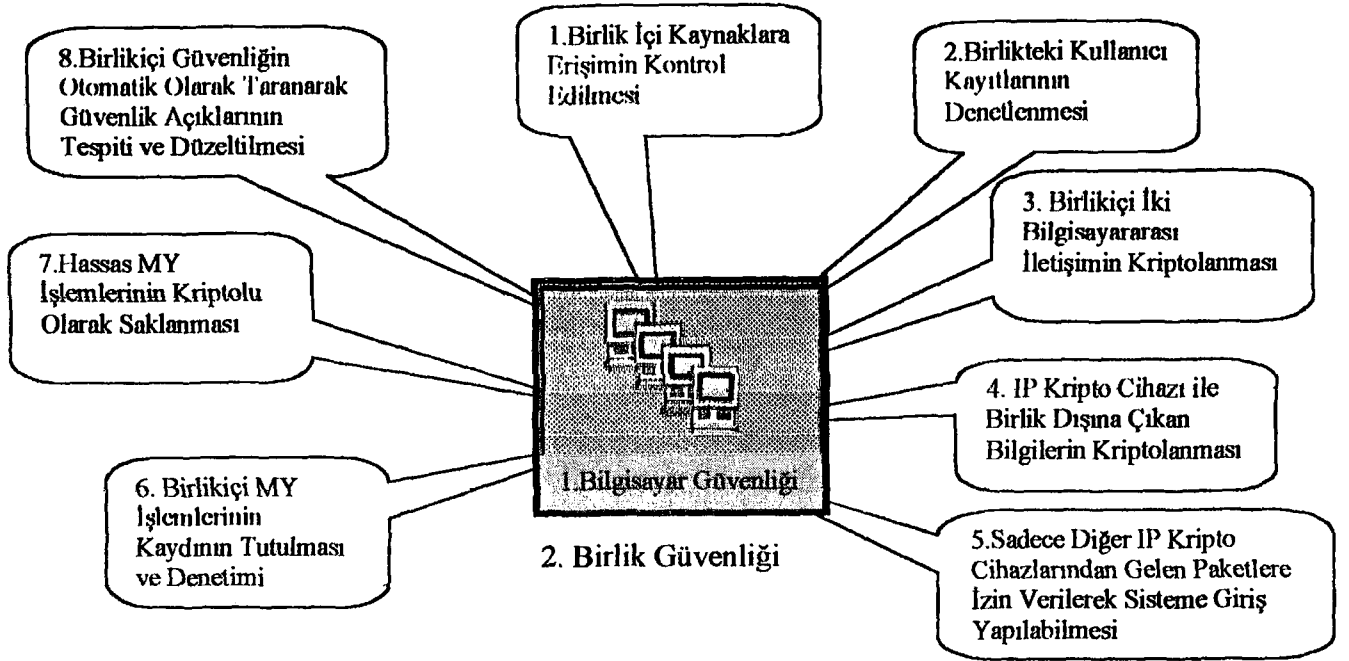 1.Birlik İçi Kaynaklara
Erişimin Kontrol
Edilmesi
2.Birlikteki Kullanıcı
Kayıtlarının
Denetlenmesi
3. Birlikiçi İki
Bilgisayararası
İletişimin Kriptolanması
4. IP Kripto Cihazı ile
Birlik Dışına Çıkan
Bilgilerin Kriptolanması
5.Sadece Diğer IP Kripto
Cihazlarından Gelen Paketlere
İzin Verilerek Sisteme Giriş
Yapılabilmesi
6. Birlikiçi MY
İşlemlerinin
Kaydının Tutulması
ve Denetimi
7.Hassas MY
İşlemlerinin Kriptolu
Olarak Saklanması
8.Birlikiçi Güvenliğin
Otomatik Olarak Taranarak
Güvenlik Açıklarının
Tespiti ve Düzeltilmesi
1.Bilgisayar Güvenliği
2. Birlik Güvenliği